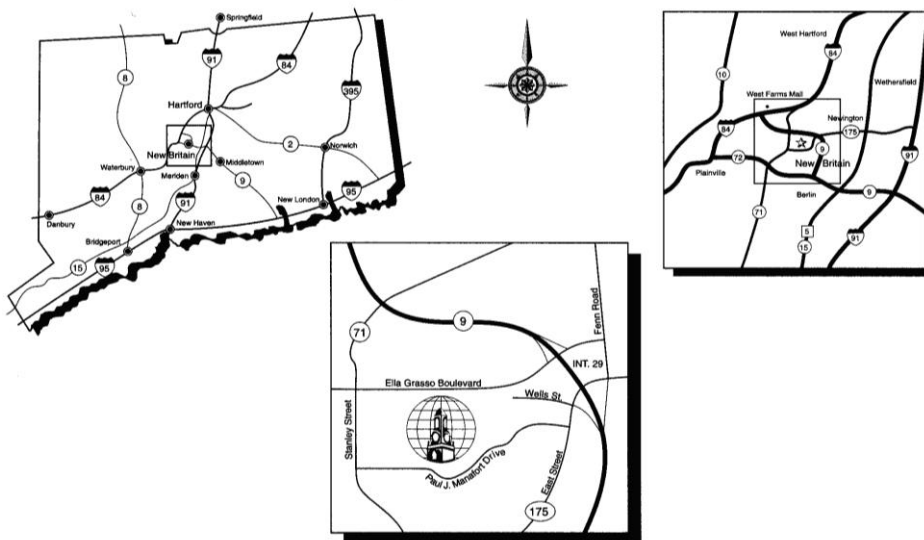 Springfield
91
84
8
395
Hartford
2
New Britain
Middletown
Norwich
Waterbury
Meriden
9
84
8
91
New London
95
Danbury
New Haven
Bridgeport
15
95
West Hartford
84
10
Wethersfield
West Farms Mall
Newington
84
175
9
91
72
New Britain
Plainville
Berlin
9
71
5
15
91
9
71
Fenn Road
INT. 29
Ella Grasso Boulevard
Wells St.
Stanley Street
Paul J. Manafort Drive
East Street
175